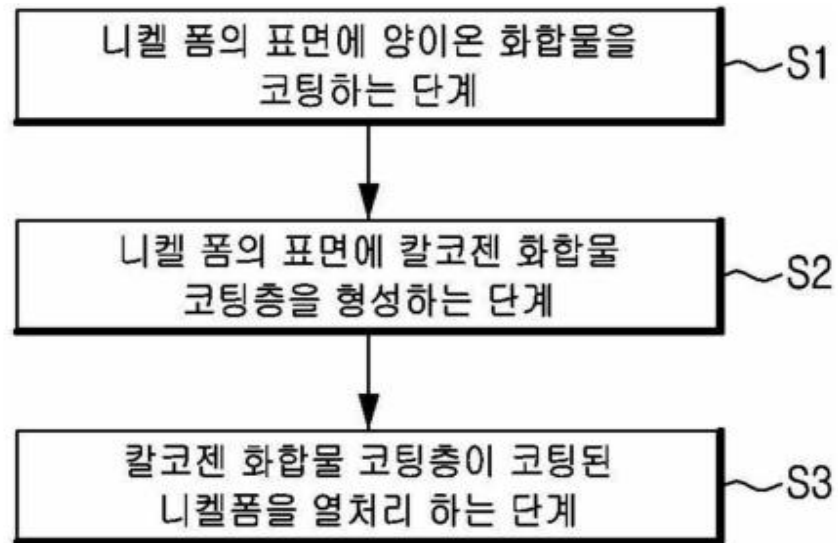 니켈 폼의 표면에 양이온 화합물을
코팅하는 단계
S1
니켈 폼의 표면에 칼코젠 화합물
코팅층을 형성하는 단계
S2
칼코젠 화합물 코팅층이 코팅된
니켈폼을 열처리 하는 단계
S3